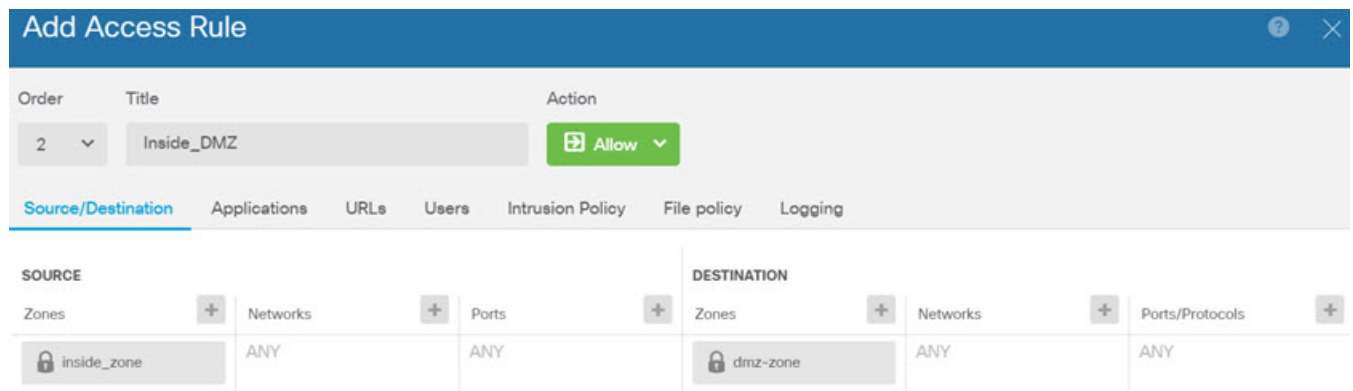 Add Access Rule
Order Title Action
2 Inside_DMZ Allow
Source/Destination Applications URLs Users Intrusion Policy File policy Logging
SOURCE DESTINATION
Zones Networks Ports Zones Networks Ports/Protocols
inside_zone ANY ANY dmz-zone ANY ANY